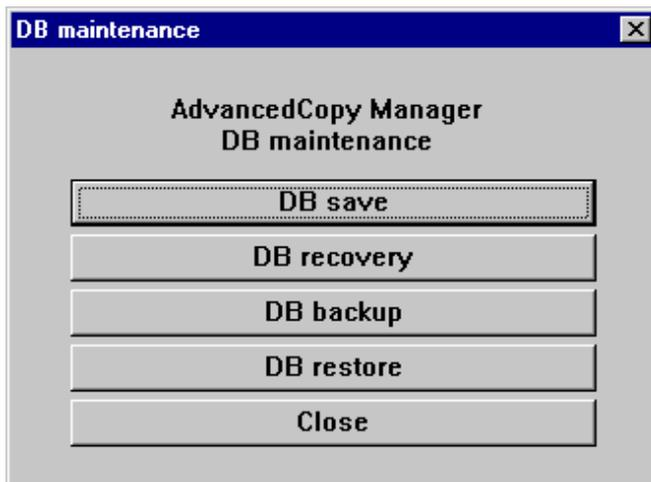 DB maintenance
AdvancedCopy Manager
DB maintenance
DB save
DB recovery
DB backup
DB restore
Close